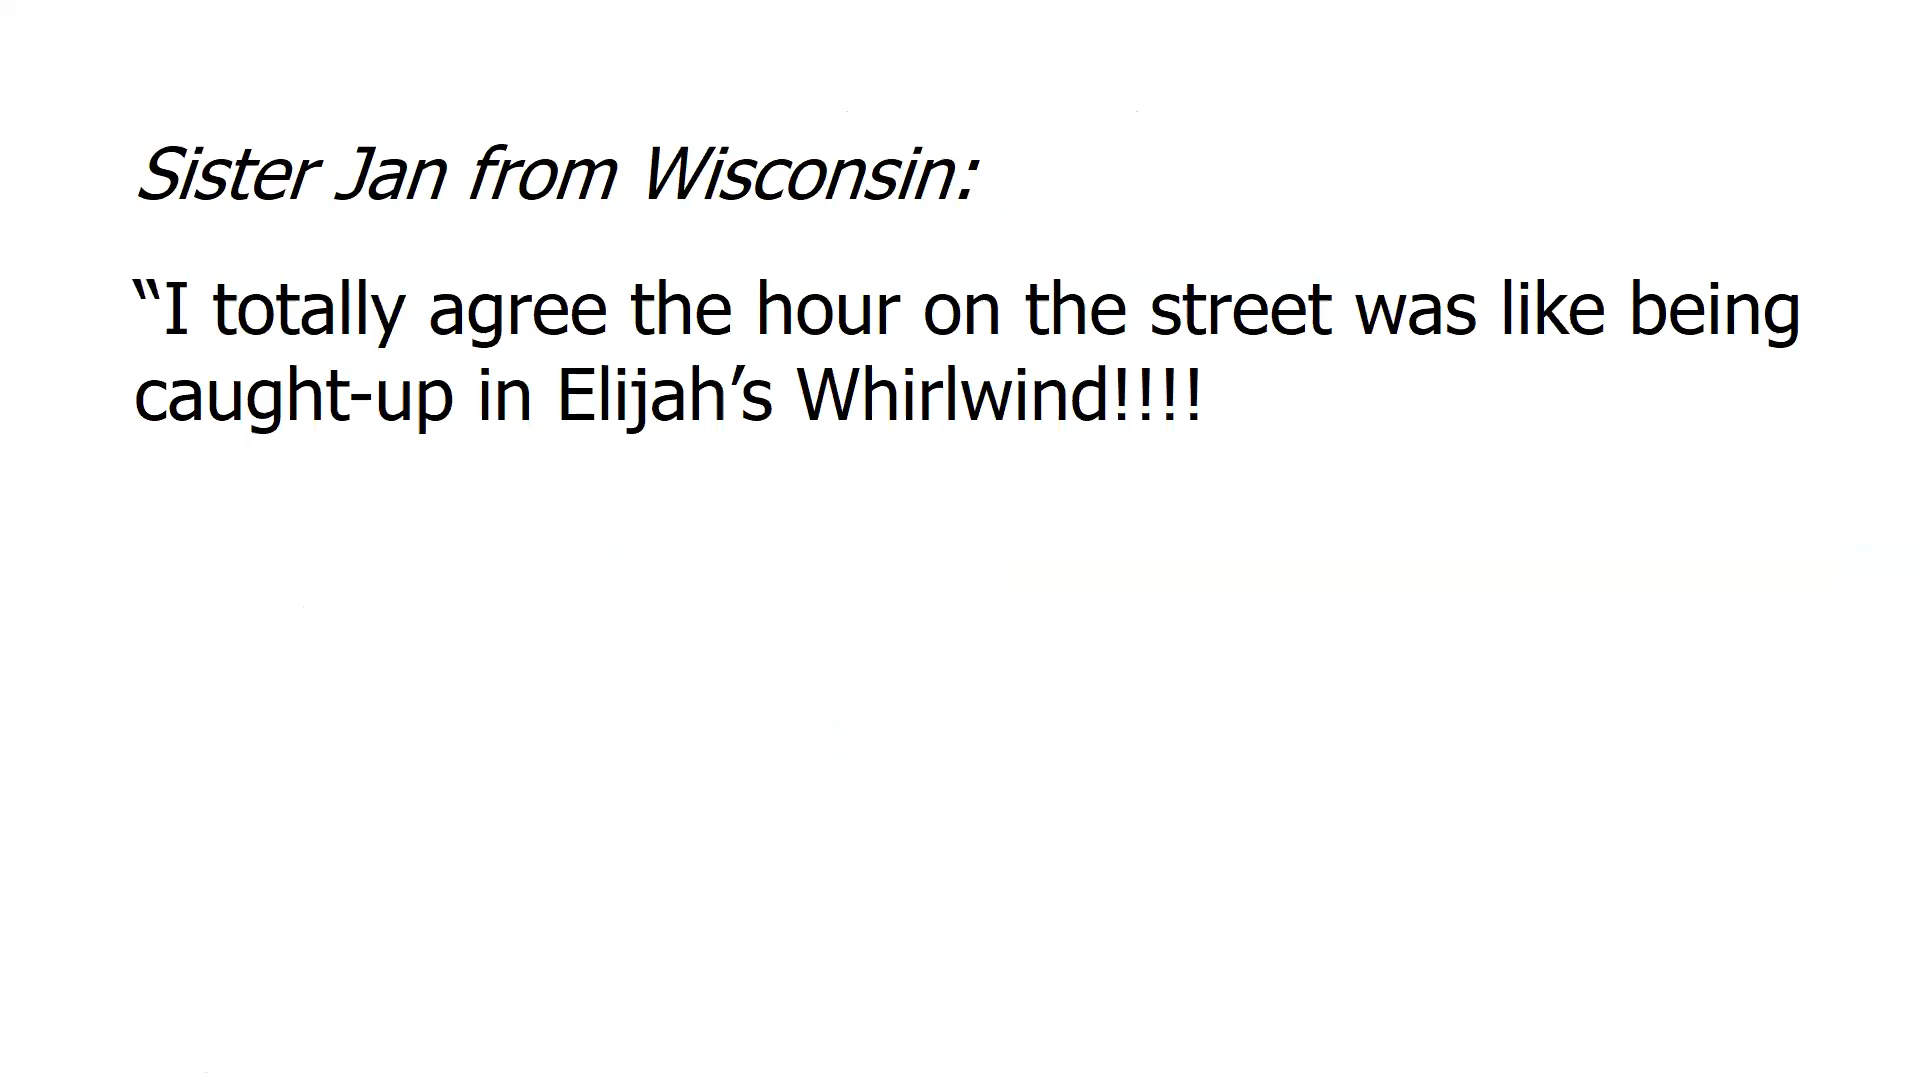 Sister Jan from Wisconsin:
“I totally agree the hour on the street was like being
caught-up in Elijah’s Whirlwind!!!!